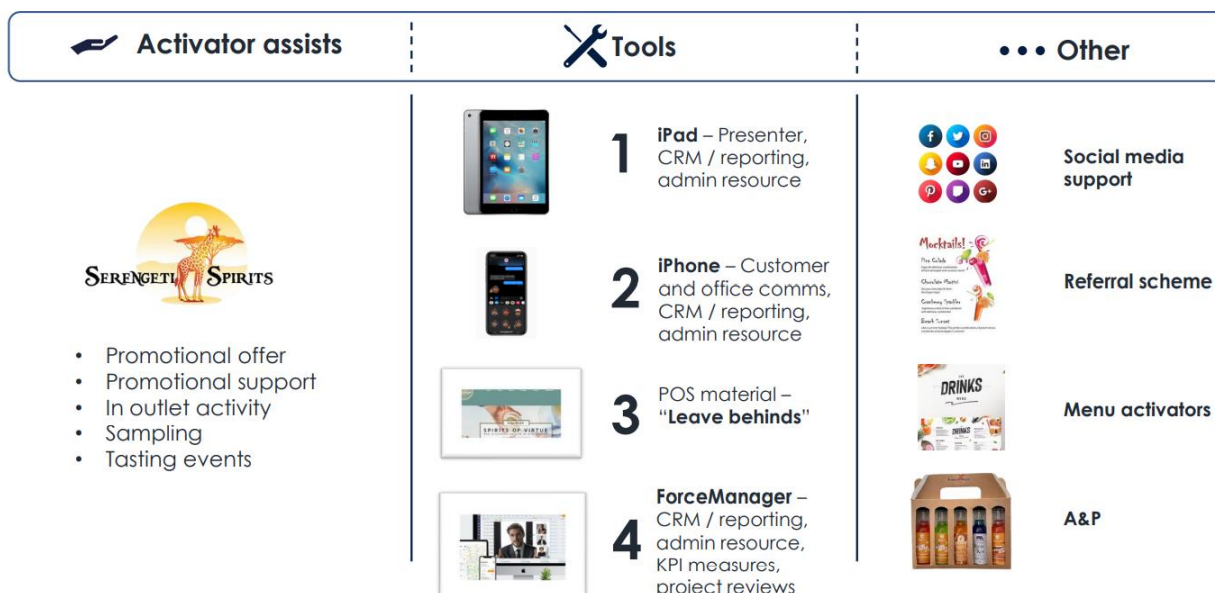 Activator assists
Tools
Other
SERENGETI SPIRITS
• Promotional offer
• Promotional support
• In outlet activity
• Sampling
• Tasting events
1
iPad – Presenter,
CRM / reporting,
admin resource
2
iPhone – Customer
and office comms,
CRM / reporting,
admin resource
3
POS material –
“Leave behinds”
SPIRITS OF VIRTUE
4
ForceManager –
CRM / reporting,
admin resource,
KPI measures,
project reviews
Social media
support
Mocktails!
Referral scheme
DRINKS
MENU
DRINKS
Menu activators
A&P